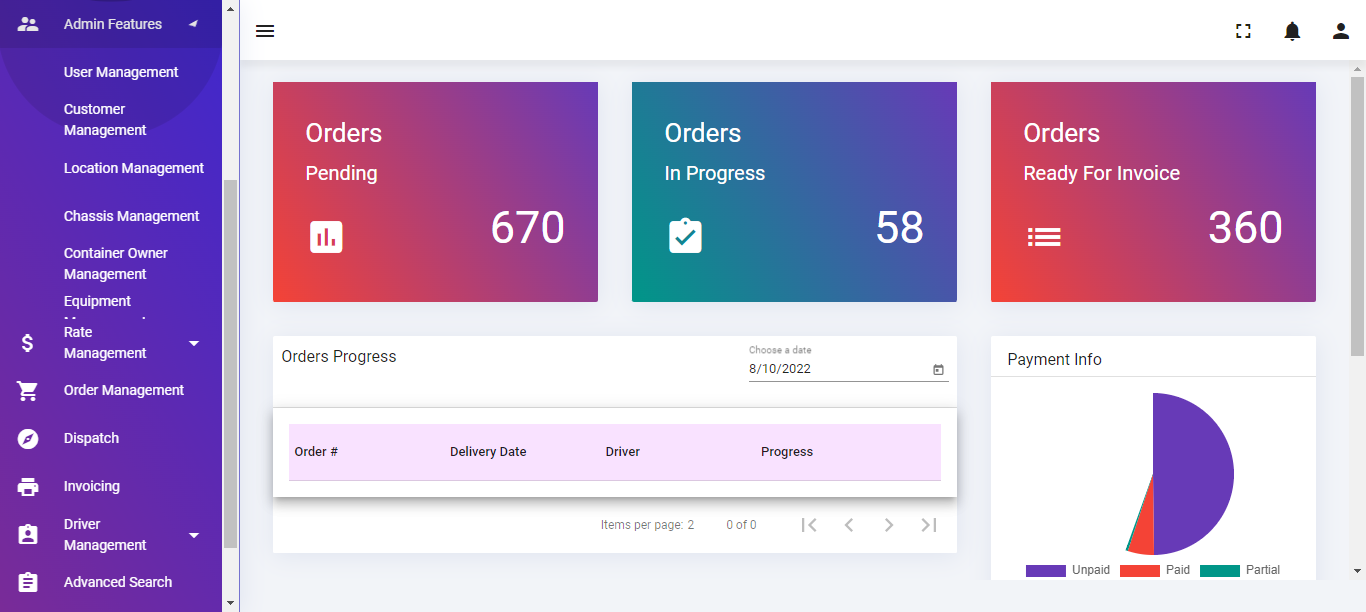 Admin Features
User Management
Customer
Management
Location Management
Chassis Management
Container Owner
Management
Equipment
Rate
Management
Order Management
Dispatch
Invoicing
Driver
Management
Advanced Search
Orders
Pending
670
Orders
In Progress
58
Orders
Ready For Invoice
360
Orders Progress
Choose a date
8/10/2022
Order # Delivery Date Driver Progress
Items per page: 2 0 of 0
Payment Info
Unpaid Paid Partial